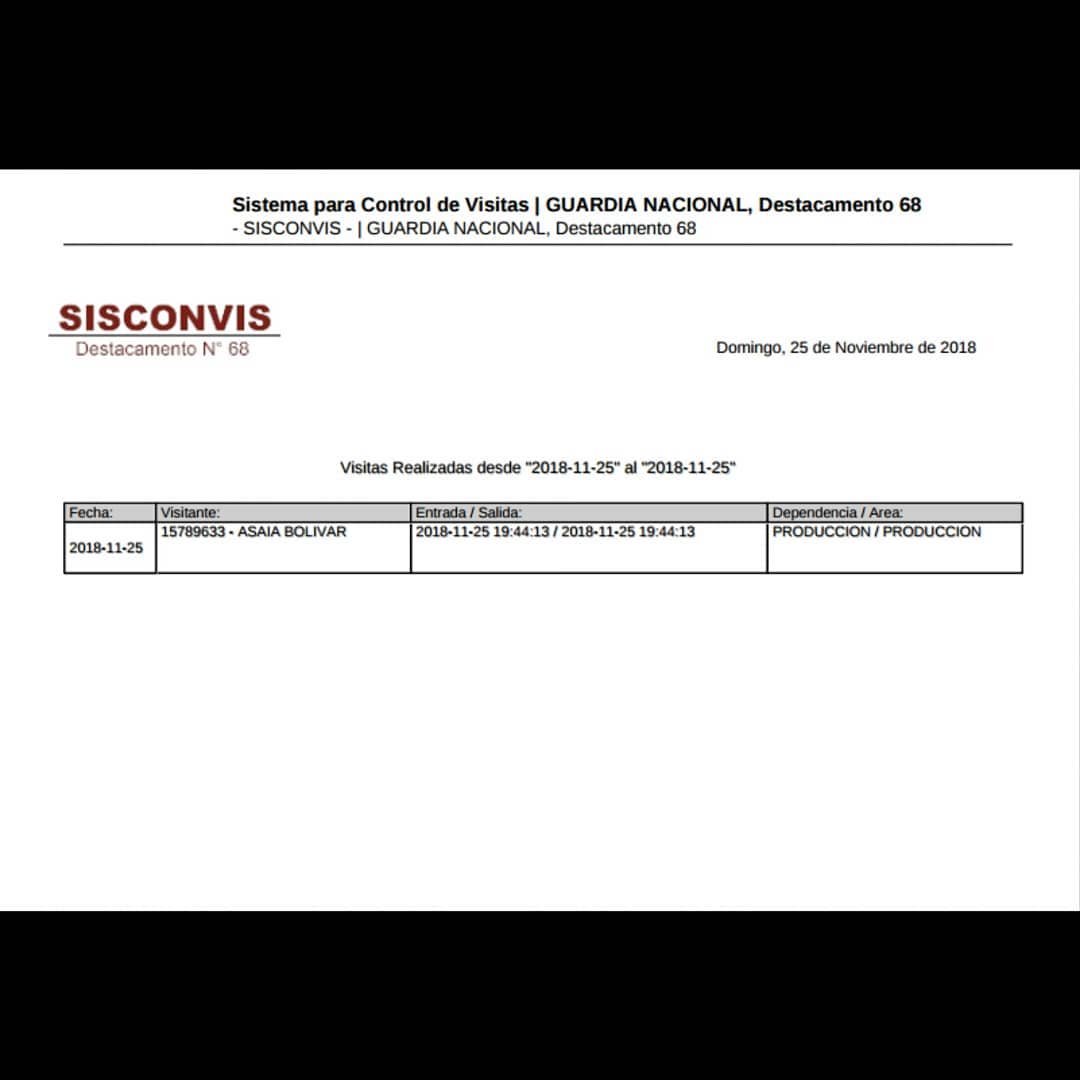 Sistema para Control de Visitas | GUARDIA NACIONAL, Destacamento 68
- SISCONVIS - | GUARDIA NACIONAL, Destacamento 68
SISCONVIS
Destacamento N° 68
Domingo, 25 de Noviembre de 2018
Visitas Realizadas desde "2018-11-25" al "2018-11-25"
Fecha: Visitante: Entrada / Salida: Dependencia / Area:
2018-11-25 15789633 - ASAIA BOLIVAR 2018-11-25 19:44:13 / 2018-11-25 19:44:13 PRODUCCION / PRODUCCION